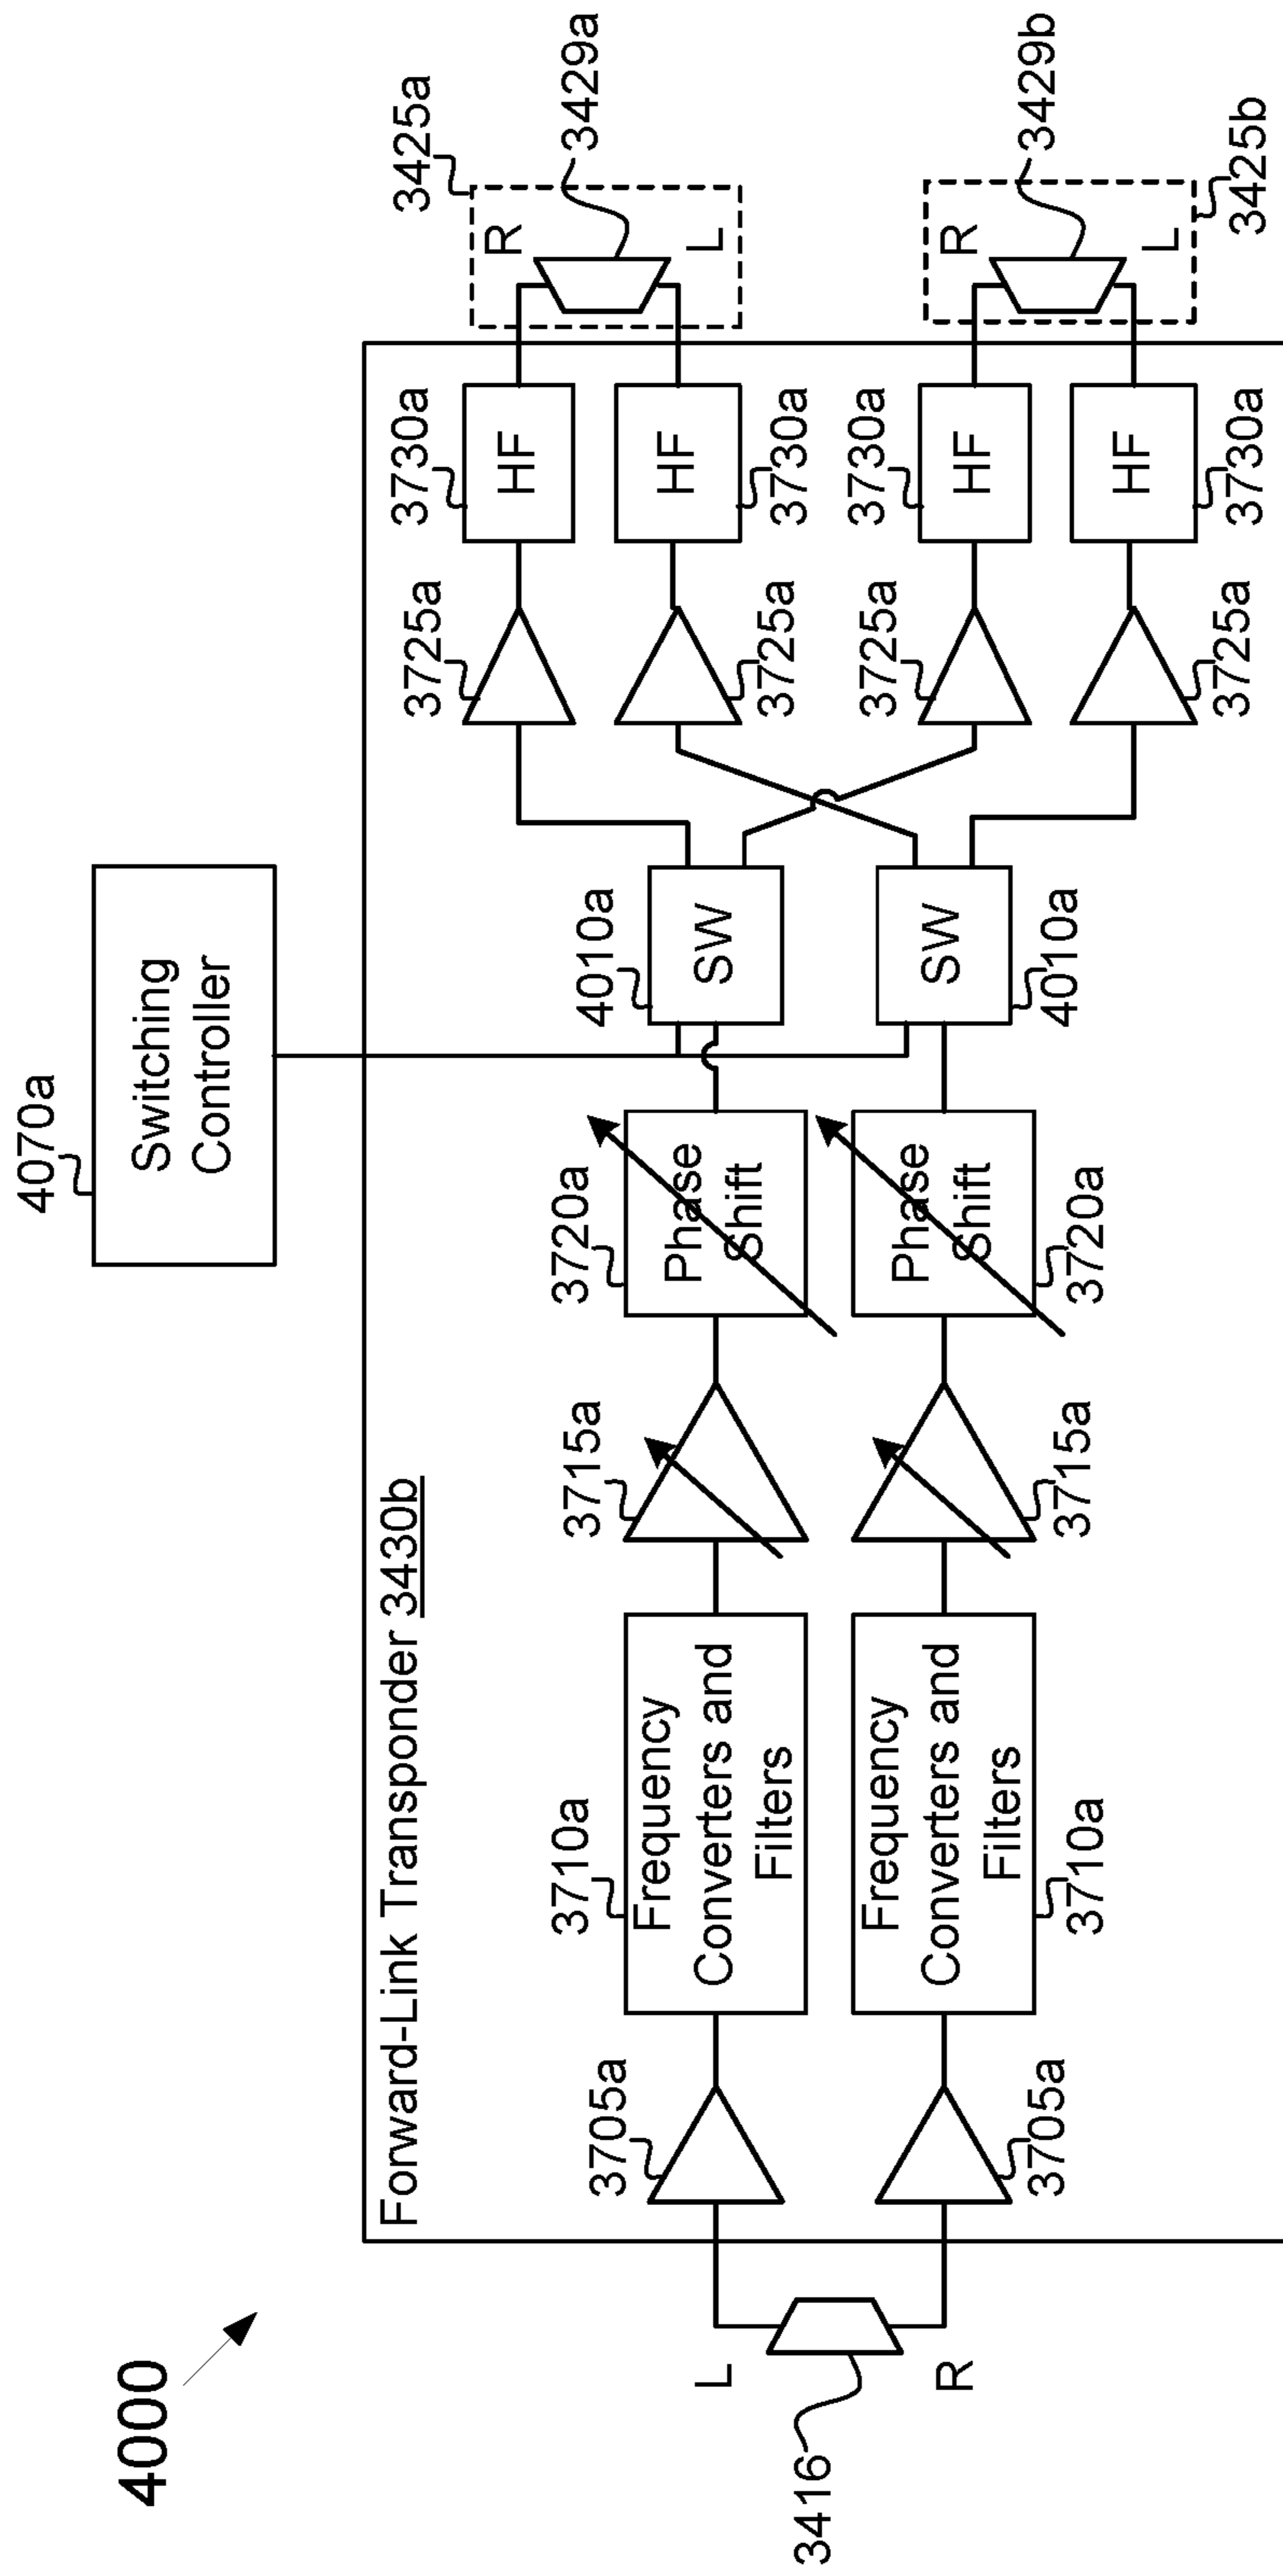 4000
4070a
Switching
Controller
Forward-Link Transponder 3430b
3425a
3730a
3725a
HF
R
3429a
L
HF
3730a
3725a
4010a
SW
3720a
Phase
Shift
3715a
3710a
Frequency
Converters and
Filters
3705a
L
3416
R
3705a
Frequency
Converters and
Filters
3710a
3715a
Phase
Shift
3720a
SW
4010a
3725a
3730a
HF
R
3429b
L
3425b
HF
3730a
3725a